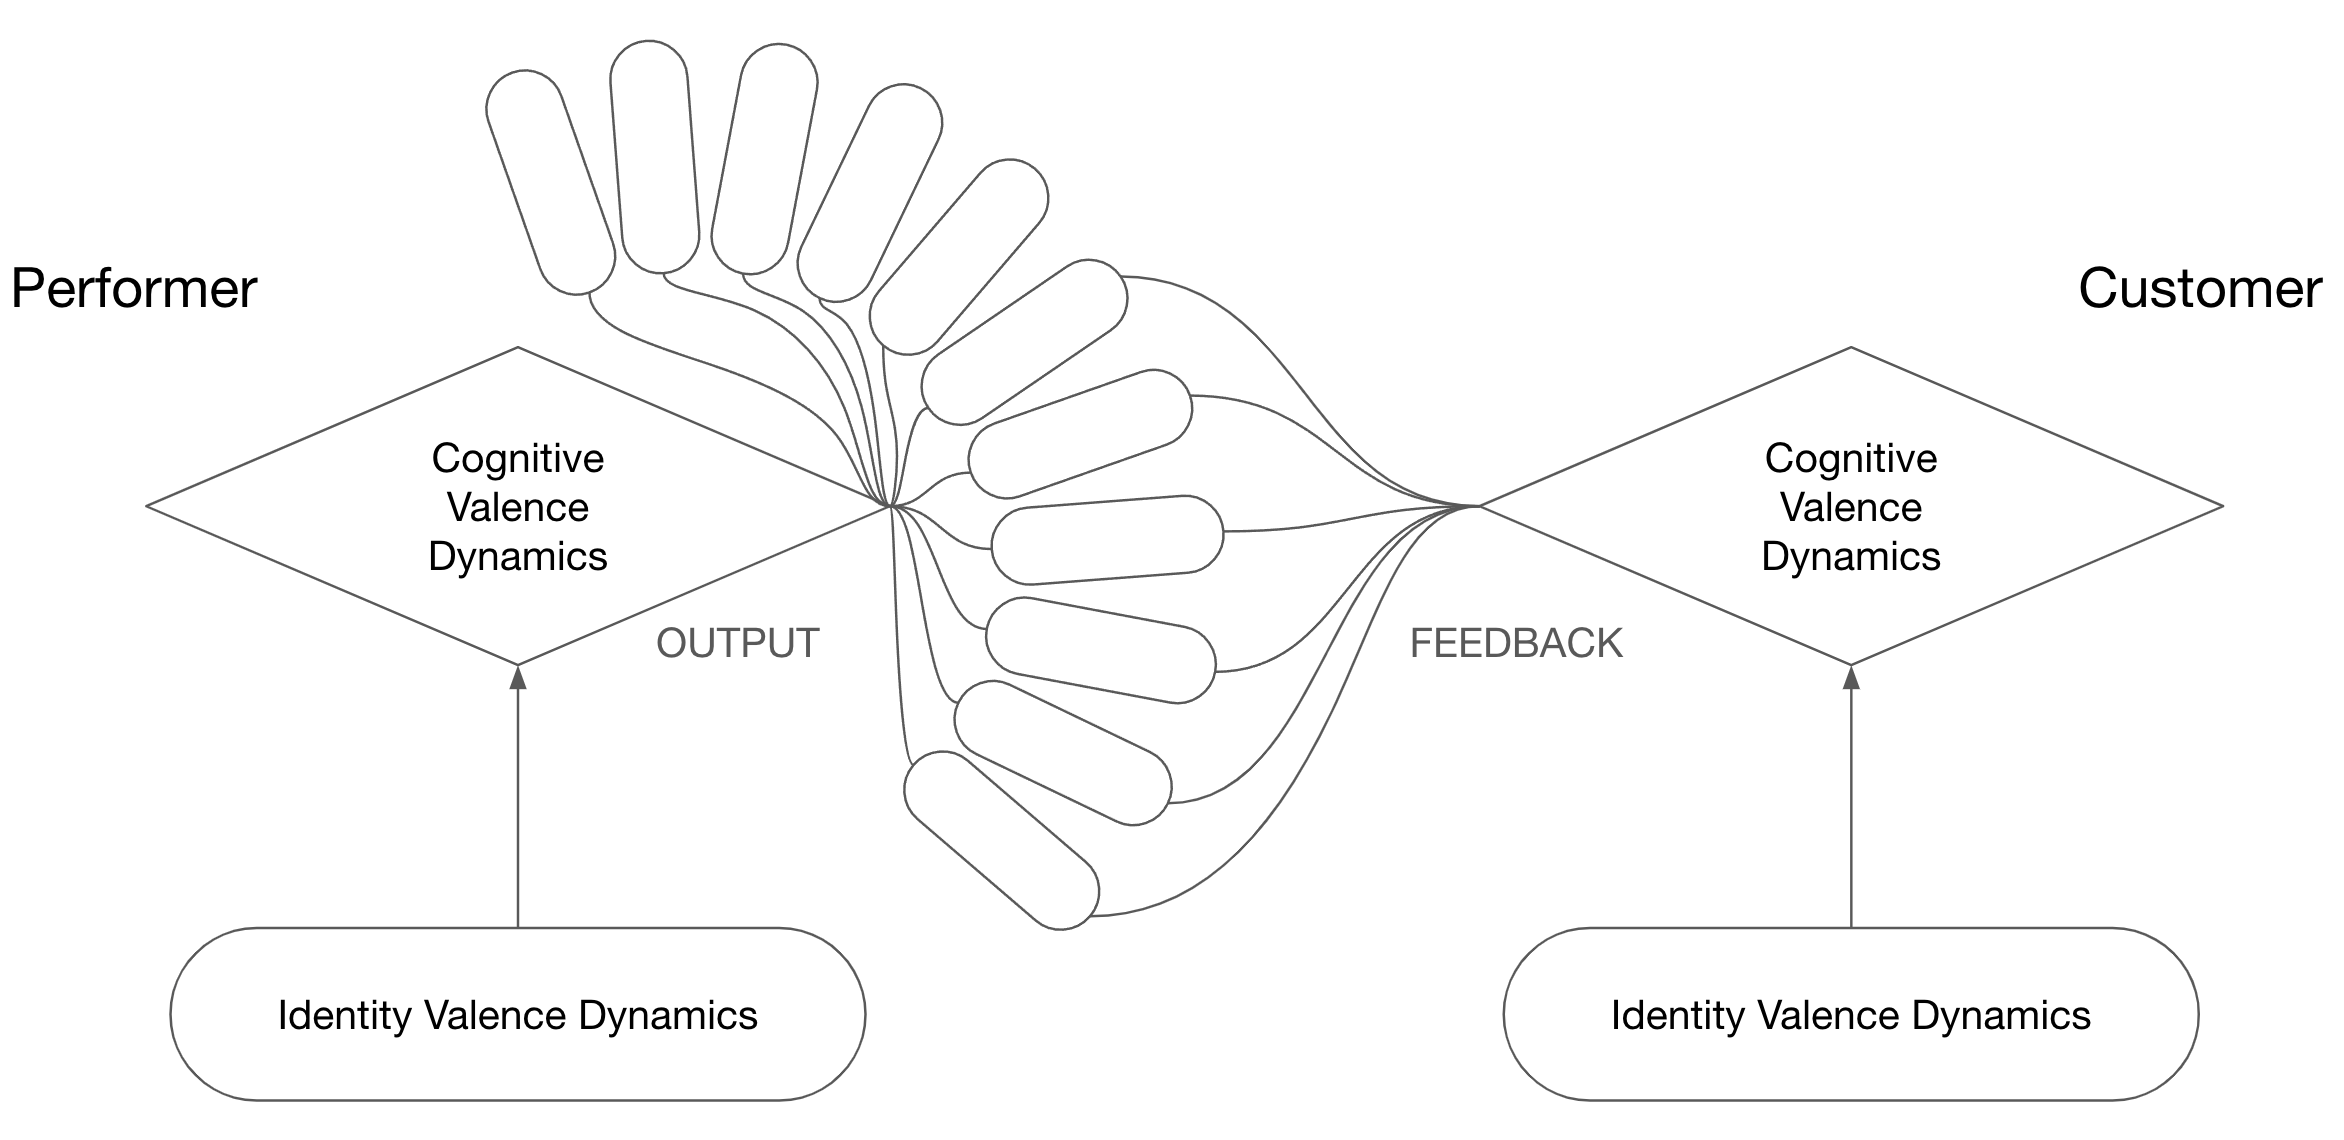 Performer
Customer
Cognitive
Valence
Dynamics
Cognitive
Valence
Dynamics
OUTPUT
FEEDBACK
Identity Valence Dynamics
Identity Valence Dynamics